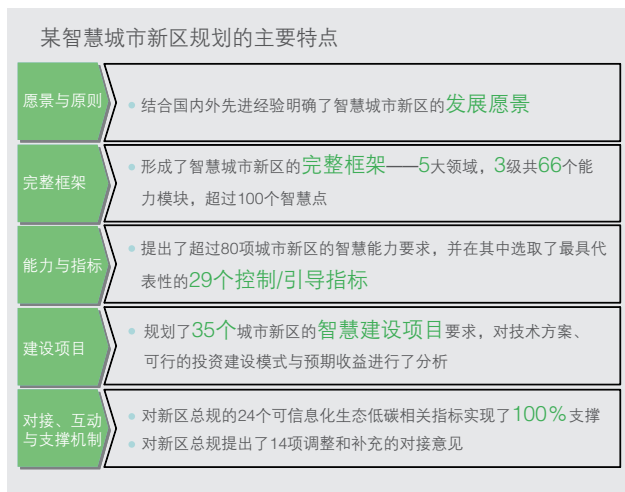 某智慧城市新区规划的主要特点
愿景与原则
• 结合国内外先进经验明确了智慧城市新区的发展愿景
完整框架
• 形成了智慧城市新区的完整框架——5大领域，3级共66个能
力模块，超过100个智慧点
能力与指标
• 提出了超过80项城市新区的智慧能力要求，并在其中选取了最具代
表性的29个控制/引导指标
建设项目
• 规划了35个城市新区的智慧建设项目要求，对技术方案、
可行的投资建设模式与预期收益进行了分析
对接、互动
与支撑机制
• 对新区总规的24个可信息化生态低碳相关指标实现了100%支撑
• 对新区总规提出了14项调整和补充的对接意见